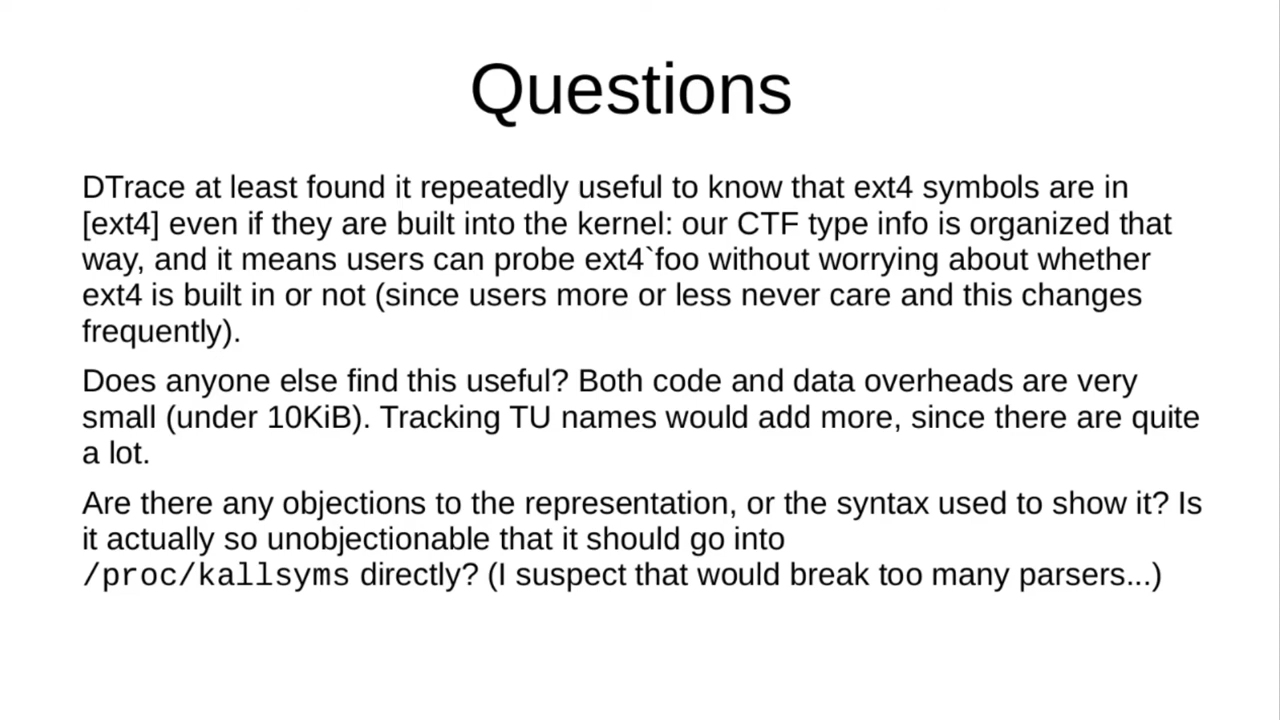 Questions
DTrace at least found it repeatedly useful to know that ext4 symbols are in
[ext4] even if they are built into the kernel: our CTF type info is organized that
way, and it means users can probe ext4`foo without worrying about whether
ext4 is built in or not (since users more or less never care and this changes
frequently).
Does anyone else find this useful? Both code and data overheads are very
small (under 10KiB). Tracking TU names would add more, since there are quite
a lot.
Are there any objections to the representation, or the syntax used to show it? Is
it actually so unobjectionable that it should go into
/proc/kallsyms directly? (I suspect that would break too many parsers...)